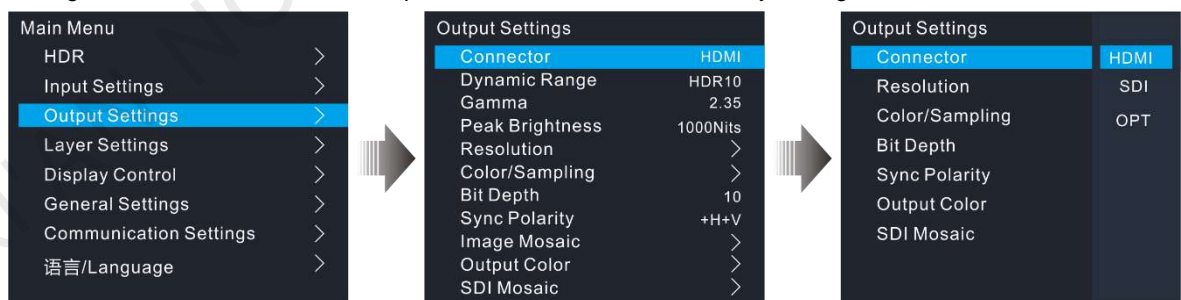 Main Menu
HDR >
Input Settings >
Output Settings >
Layer Settings >
Display Control >
General Settings >
Communication Settings >
语言/Language >
Output Settings
Connector HDMI
Dynamic Range HDR10
Gamma 2.35
Peak Brightness 1000Nits
Resolution >
Color/Sampling >
Bit Depth 10
Sync Polarity +H+V
Image Mosaic >
Output Color >
SDI Mosaic >
Output Settings
Connector HDMI
Resolution SDI
Color/Sampling OPT
Bit Depth
Sync Polarity
Output Color
SDI Mosaic